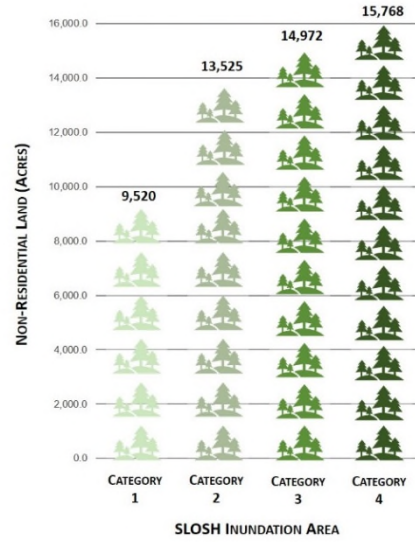 16,000.0
14,000.0
12,000.0
10,000.0
8,000.0
6,000.0
4,000.0
2,000.0
0.0
NON-RESIDENTIAL LAND (ACRES)
9,520
13,525
14,972
15,768
CATEGORY
1
CATEGORY
2
CATEGORY
3
CATEGORY
4
SLOSH INUNDATION AREA